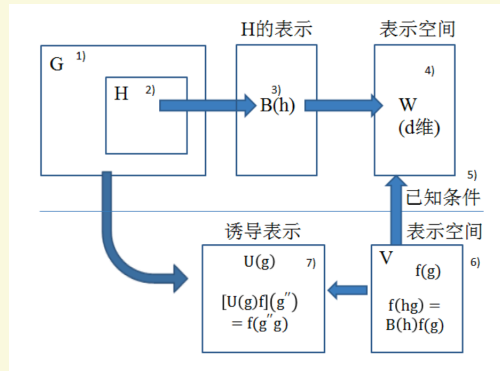 H的表示
表示空间
G 1)
H 2)
3)
B(h)
4)
W
(d维)
5)
已知条件
诱导表示
表示空间
U(g) 7)
[U(g)f](g″)
= f(g″g)
V
f(g)
6)
f(hg) =
B(h)f(g)